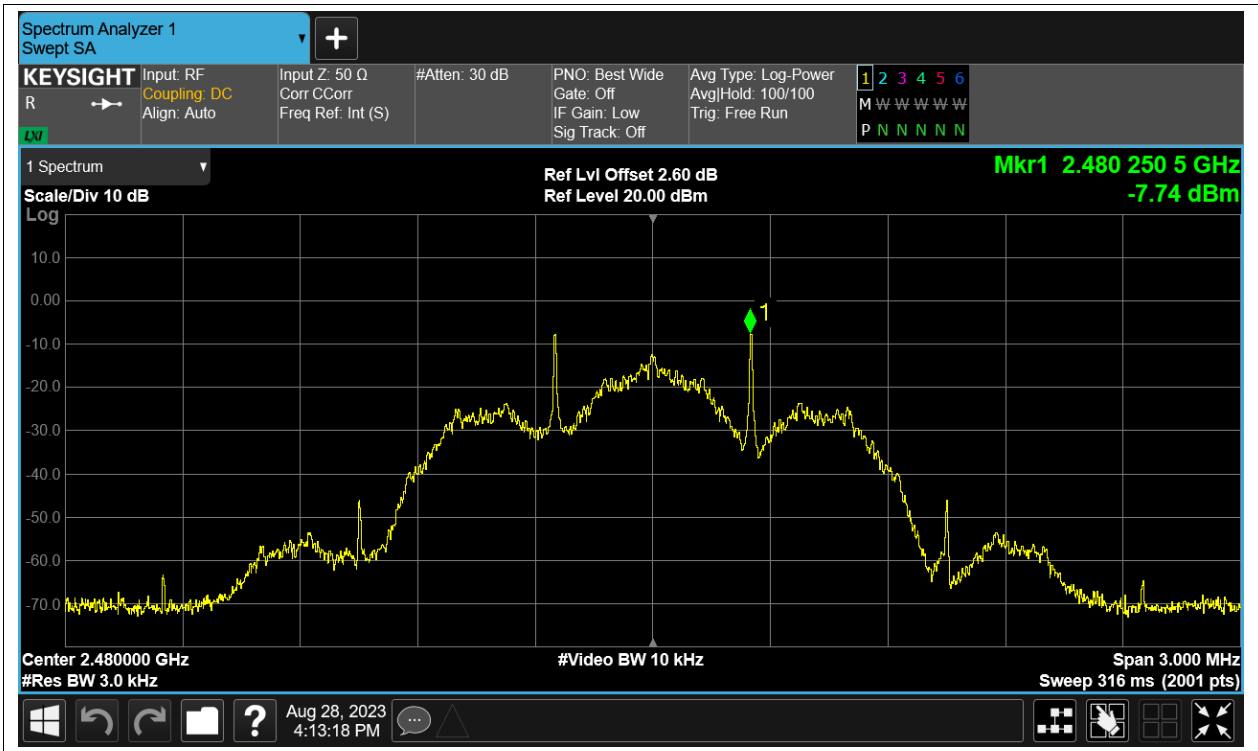 Spectrum Analyzer 1
Swept SA
KEYSIGHT
R
LXI
Input: RF
Coupling: DC
Align: Auto
Input Z: 50 Ω
Corr CCorr
Freq Ref: Int (S)
#Atten: 30 dB
PNO: Best Wide
Gate: Off
IF Gain: Low
Sig Track: Off
Avg Type: Log-Power
Avg|Hold: 100/100
Trig: Free Run
1 2 3 4 5 6
M W W W W W W
P N N N N N
1 Spectrum
Scale/Div 10 dB
Log
Ref Lvl Offset 2.60 dB
Ref Level 20.00 dBm
Mkr1 2.480 250 5 GHz
-7.74 dBm
1
10.0
0.00
-10.0
-20.0
-30.0
-40.0
-50.0
-60.0
-70.0
Center 2.480000 GHz
#Res BW 3.0 kHz
#Video BW 10 kHz
Span 3.000 MHz
Sweep 316 ms (2001 pts)
?
Aug 28, 2023
4:13:18 PM